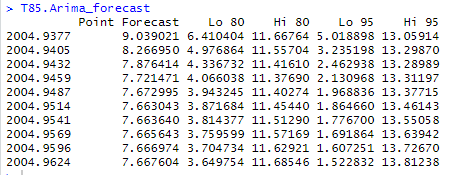 > T85.Arima_forecast
Point Forecast Lo 80 Hi 80 Lo 95 Hi 95
2004.9377 9.039021 6.410404 11.66764 5.018898 13.05914
2004.9405 8.266950 4.976864 11.55704 3.235198 13.29870
2004.9432 7.876414 4.336732 11.41610 2.462938 13.28989
2004.9459 7.721471 4.066038 11.37690 2.130968 13.31197
2004.9487 7.672995 3.943245 11.40274 1.968836 13.37715
2004.9514 7.663043 3.871684 11.45440 1.864660 13.46143
2004.9541 7.663640 3.814377 11.51290 1.776700 13.55058
2004.9569 7.665643 3.759599 11.57169 1.691864 13.63942
2004.9596 7.666974 3.704734 11.62921 1.607251 13.72670
2004.9624 7.667604 3.649754 11.68546 1.522832 13.81238